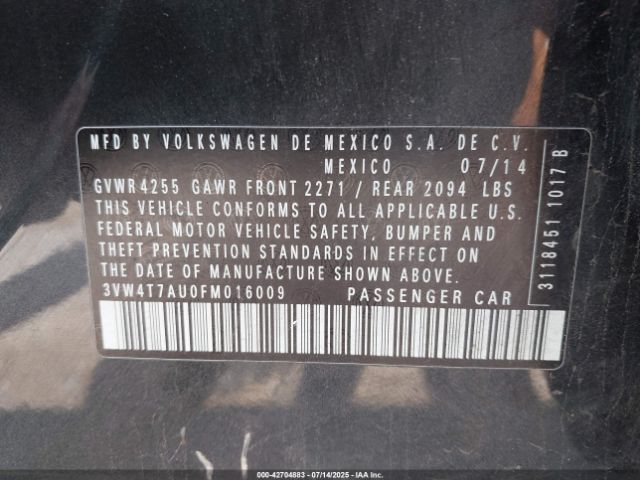 MFD BY VOLKSWAGEN DE MEXICO S.A. DE C.V.
MEXICO 07/14
GVWR 4255 GAWR FRONT 2271 / REAR 2094 LBS
THIS VEHICLE CONFORMS TO ALL APPLICABLE U.S.
FEDERAL MOTOR VEHICLE SAFETY, BUMPER AND
THEFT PREVENTION STANDARDS IN EFFECT ON
THE DATE OF MANUFACTURE SHOWN ABOVE.
3VW4T7AU0FM016009 PASSENGER CAR
3118451 1017 B
000-42704883 - 07/14/2025 - IAAI.com